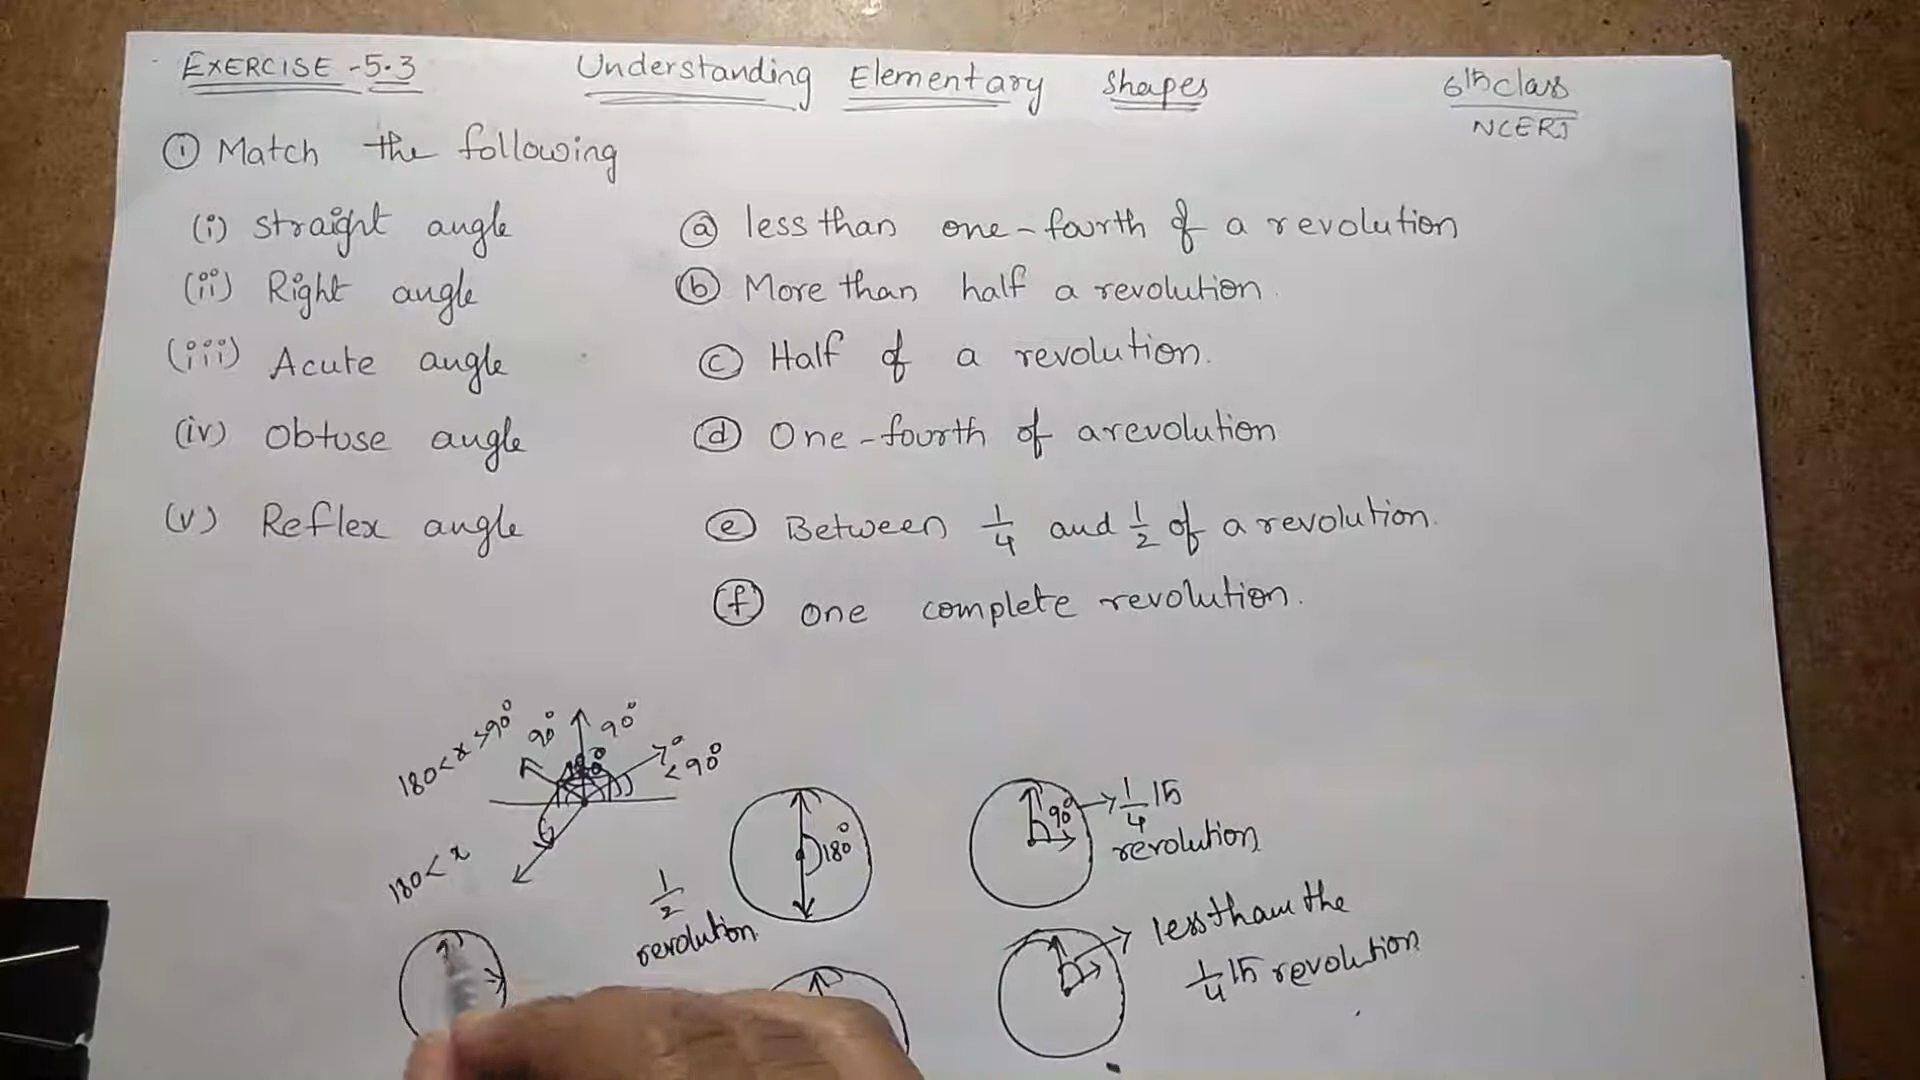 EXERCISE -5.3 Understanding Elementary Shapes 6th class
NCERT
① Match the following
(i) straight angle ⓐ less than one-fourth of a revolution
(ii) Right angle ⓑ More than half a revolution.
(iii) Acute angle ⓒ Half of a revolution.
(iv) Obtuse angle ⓓ One-fourth of a revolution
(v) Reflex angle ⓔ Between 1/4 and 1/2 of a revolution.
ⓕ one complete revolution.
180<x>90° 90° 90°
<90°
180<x
180°
1/2
revolution
90° → 1/4 th
revolution
less than the
1/4 th revolution